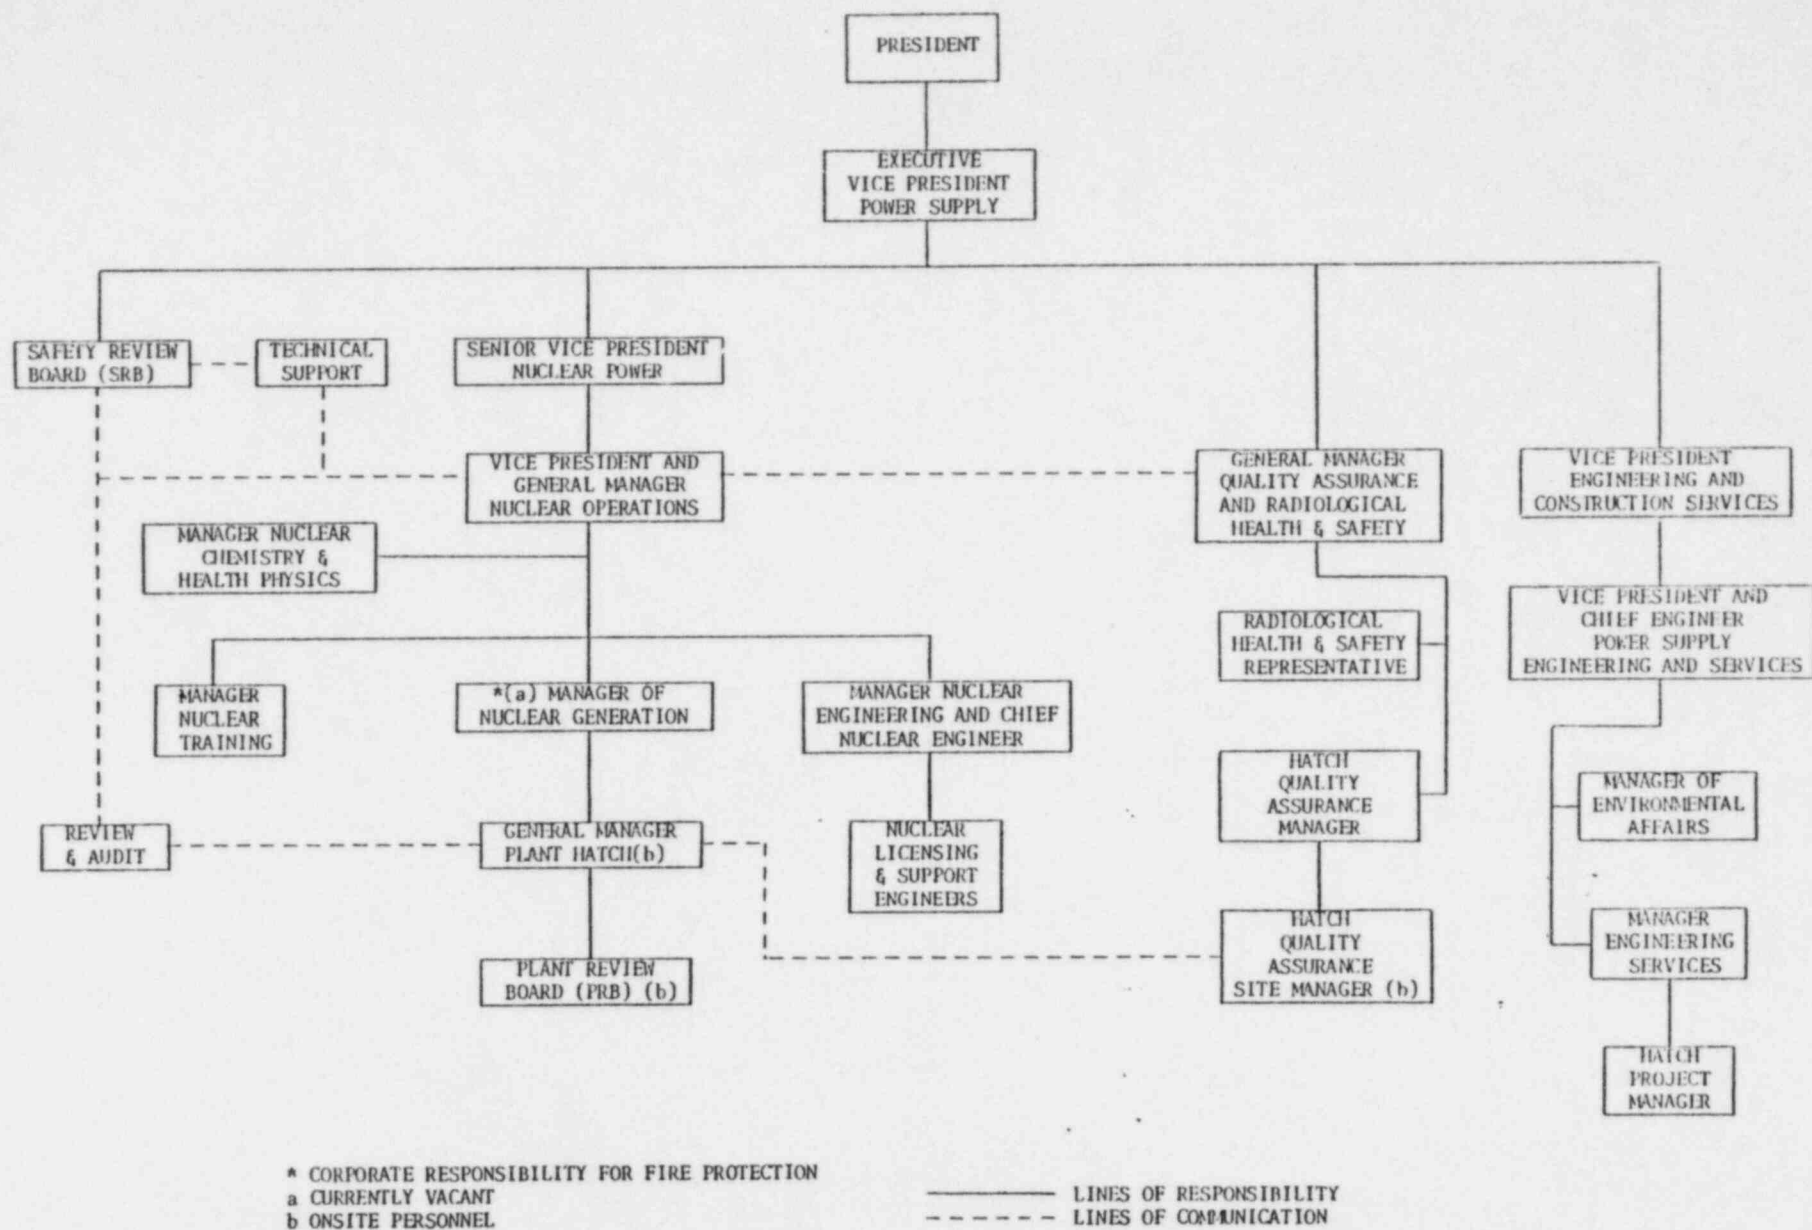 PRESIDENT
EXECUTIVE
VICE PRESIDENT
POWER SUPPLY
SAFETY REVIEW
BOARD (SRB)
TECHNICAL
SUPPORT
SENIOR VICE PRESIDENT
NUCLEAR POWER
VICE PRESIDENT AND
GENERAL MANAGER
NUCLEAR OPERATIONS
GENERAL MANAGER
QUALITY ASSURANCE
AND RADIOLOGICAL
HEALTH & SAFETY
VICE PRESIDENT
ENGINEERING AND
CONSTRUCTION SERVICES
MANAGER NUCLEAR
CHEMISTRY &
HEALTH PHYSICS
RADIOLOGICAL
HEALTH & SAFETY
REPRESENTATIVE
VICE PRESIDENT AND
CHIEF ENGINEER
POWER SUPPLY
ENGINEERING AND SERVICES
MANAGER
NUCLEAR
TRAINING
*(a) MANAGER OF
NUCLEAR GENERATION
MANAGER NUCLEAR
ENGINEERING AND CHIEF
NUCLEAR ENGINEER
HATCH
QUALITY
ASSURANCE
MANAGER
MANAGER OF
ENVIRONMENTAL
AFFAIRS
REVIEW
& AUDIT
GENERAL MANAGER
PLANT HATCH(b)
NUCLEAR
LICENSING
& SUPPORT
ENGINEERS
HATCH
QUALITY
ASSURANCE
SITE MANAGER (b)
MANAGER
ENGINEERING
SERVICES
PLANT REVIEW
BOARD (PRB) (b)
HATCH
PROJECT
MANAGER
* CORPORATE RESPONSIBILITY FOR FIRE PROTECTION
a CURRENTLY VACANT
b ONSITE PERSONNEL
LINES OF RESPONSIBILITY
LINES OF COMMUNICATION